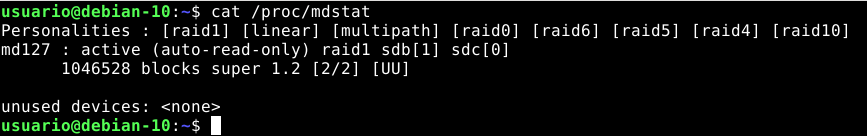 usuario@debian-10:~$ cat /proc/mdstat
Personalities : [raid1] [linear] [multipath] [raid0] [raid6] [raid5] [raid4] [raid10]
md127 : active (auto-read-only) raid1 sdb[1] sdc[0]
      1046528 blocks super 1.2 [2/2] [UU]

unused devices: <none>
usuario@debian-10:~$